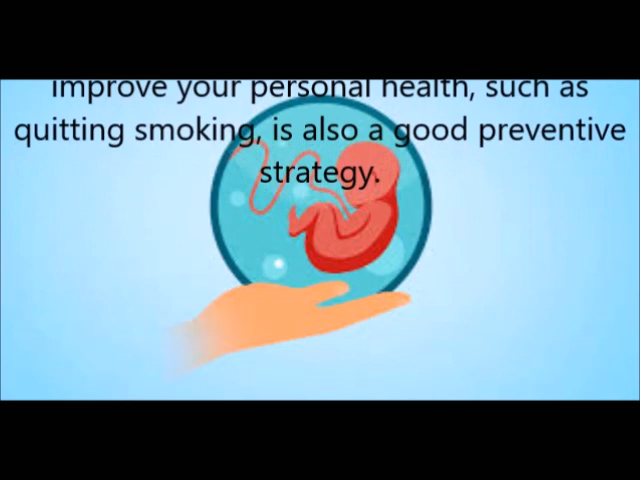 improve your personal health, such as
quitting smoking, is also a good preventive
strategy.